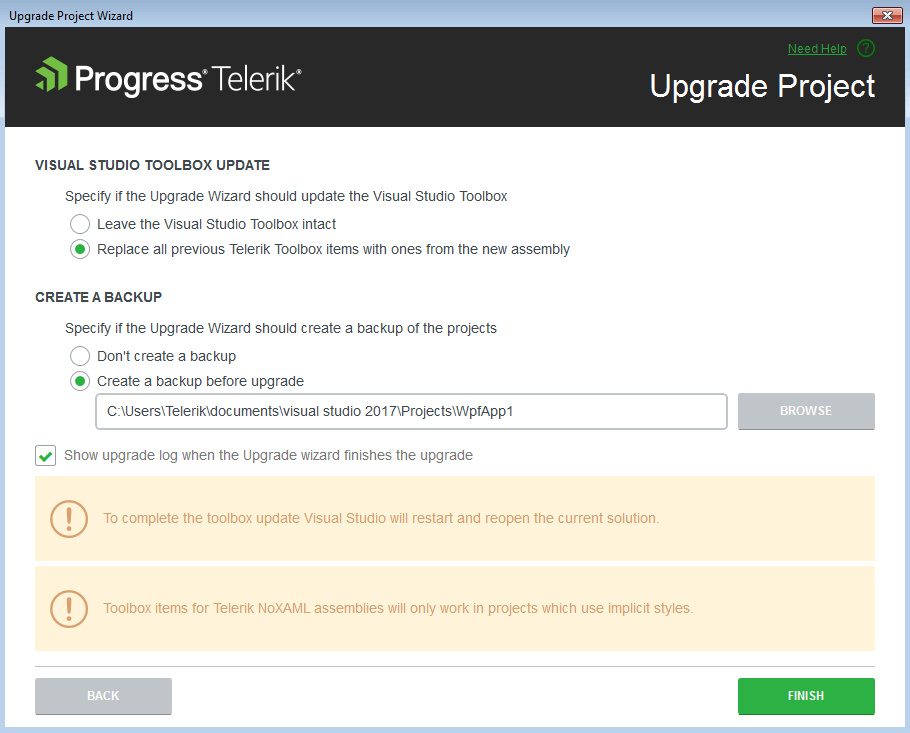 Upgrade Project Wizard
Need Help ?
Progress® Telerik®
Upgrade Project
VISUAL STUDIO TOOLBOX UPDATE
Specify if the Upgrade Wizard should update the Visual Studio Toolbox
Leave the Visual Studio Toolbox intact
Replace all previous Telerik Toolbox items with ones from the new assembly
CREATE A BACKUP
Specify if the Upgrade Wizard should create a backup of the projects
Don't create a backup
Create a backup before upgrade
C:\Users\Telerik\documents\visual studio 2017\Projects\WpfApp1
BROWSE
Show upgrade log when the Upgrade wizard finishes the upgrade
To complete the toolbox update Visual Studio will restart and reopen the current solution.
Toolbox items for Telerik NoXAML assemblies will only work in projects which use implicit styles.
BACK
FINISH